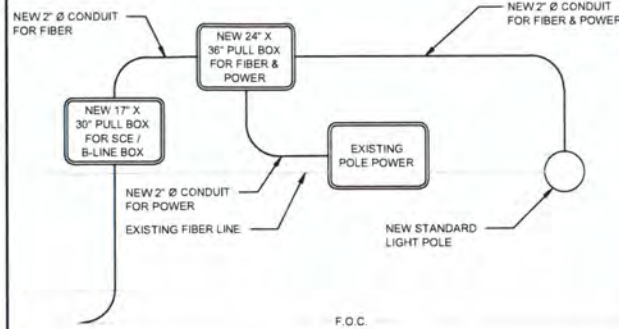 NEW 2" Ø CONDUIT
FOR FIBER
NEW 24" X
36" PULL BOX
FOR FIBER &
POWER
NEW 2" Ø CONDUIT
FOR FIBER & POWER
NEW 17" X
30" PULL BOX
FOR SCE /
B-LINE BOX
EXISTING
POLE POWER
NEW 2" Ø CONDUIT
FOR POWER
EXISTING FIBER LINE
NEW STANDARD
LIGHT POLE
F.O.C.